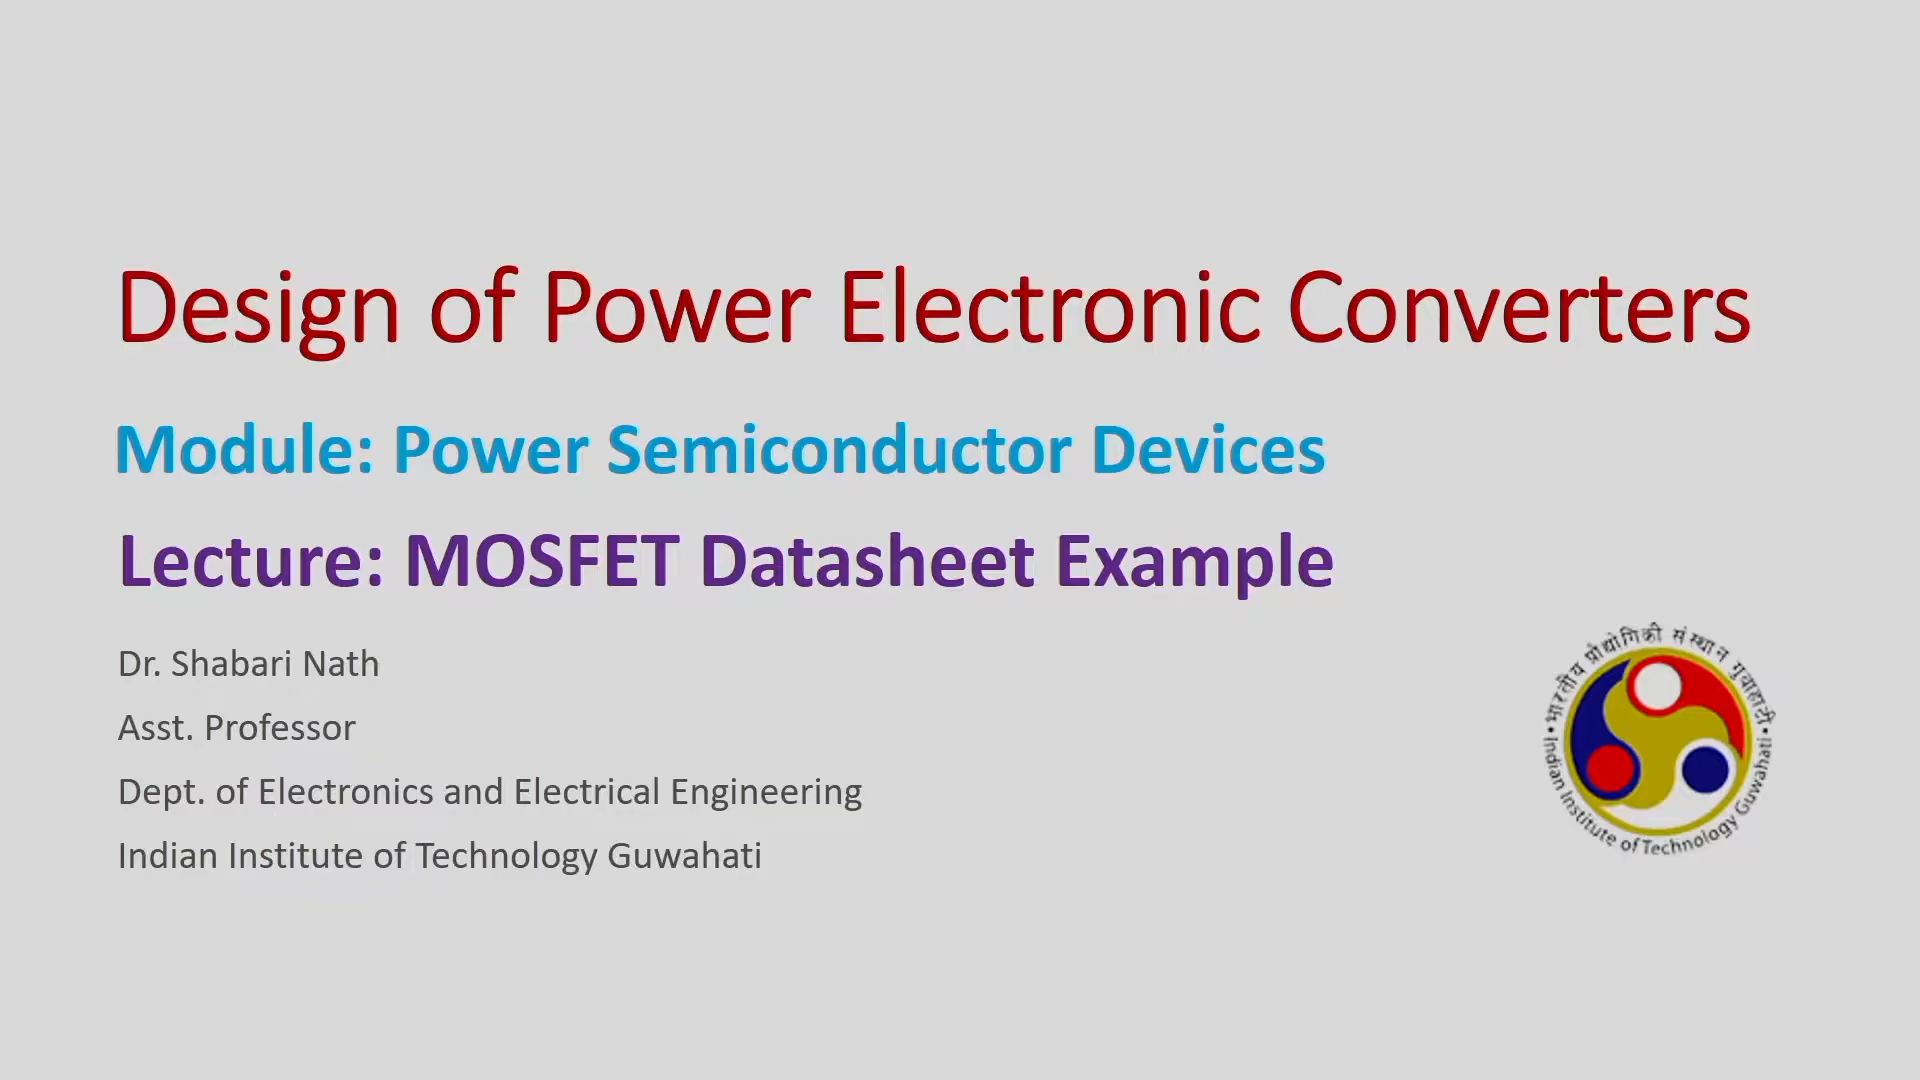 Design of Power Electronic Converters
Module: Power Semiconductor Devices
Lecture: MOSFET Datasheet Example
Dr. Shabari Nath
Asst. Professor
Dept. of Electronics and Electrical Engineering
Indian Institute of Technology Guwahati
भारतीय प्रौद्योगिकी संस्थान गुवाहाटी
Indian Institute of Technology Guwahati